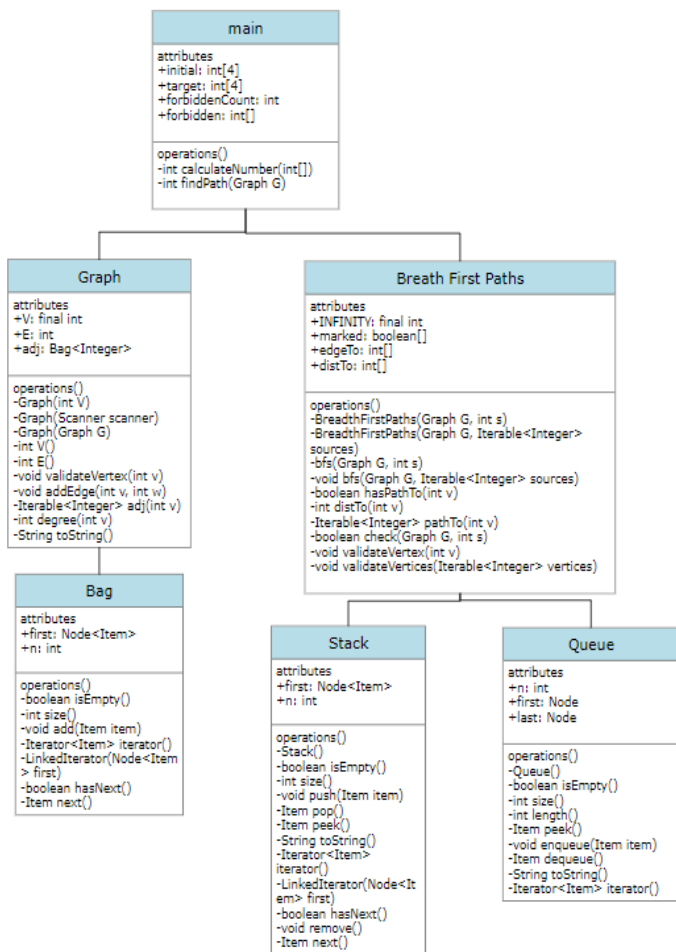 main
attributes
+initial: int[4]
+target: int[4]
+forbiddenCount: int
+forbidden: int[]
operations()
-int calculateNumber(int[])
-int findPath(Graph G)
Graph
attributes
+V: final int
+E: int
+adj: Bag<Integer>
operations()
-Graph(int V)
-Graph(Scanner scanner)
-Graph(Graph G)
-int V()
-int E()
-void validateVertex(int v)
-void addEdge(int v, int w)
-Iterable<Integer> adj(int v)
-int degree(int v)
-String toString()
Breath First Paths
attributes
+INFINITY: final int
+marked: boolean[]
+edgeTo: int[]
+distTo: int[]
operations()
-BreadthFirstPaths(Graph G, int s)
-BreadthFirstPaths(Graph G, Iterable<Integer>
sources)
-bfs(Graph G, int s)
-void bfs(Graph G, Iterable<Integer> sources)
-boolean hasPathTo(int v)
-int distTo(int v)
-Iterable<Integer> pathTo(int v)
-boolean check(Graph G, int s)
-void validateVertex(int v)
-void validateVertices(Iterable<Integer> vertices)
Bag
attributes
+first: Node<Item>
+n: int
operations()
-boolean isEmpty()
-int size()
-void add(Item item)
-Iterator<Item> iterator()
-LinkedIterator(Node<Item
> first)
-boolean hasNext()
-Item next()
Stack
attributes
+first: Node<Item>
+n: int
operations()
-Stack()
-boolean isEmpty()
-int size()
-void push(Item item)
-Item pop()
-Item peek()
-String toString()
-Iterator<Item>
iterator()
-LinkedIterator(Node<It
em> first)
-boolean hasNext()
-void remove()
-Item next()
Queue
attributes
+n: int
+first: Node
+last: Node
operations()
-Queue()
-boolean isEmpty()
-int size()
-int length()
-Item peek()
-void enqueue(Item item)
-Item dequeue()
-String toString()
-Iterator<Item> iterator()